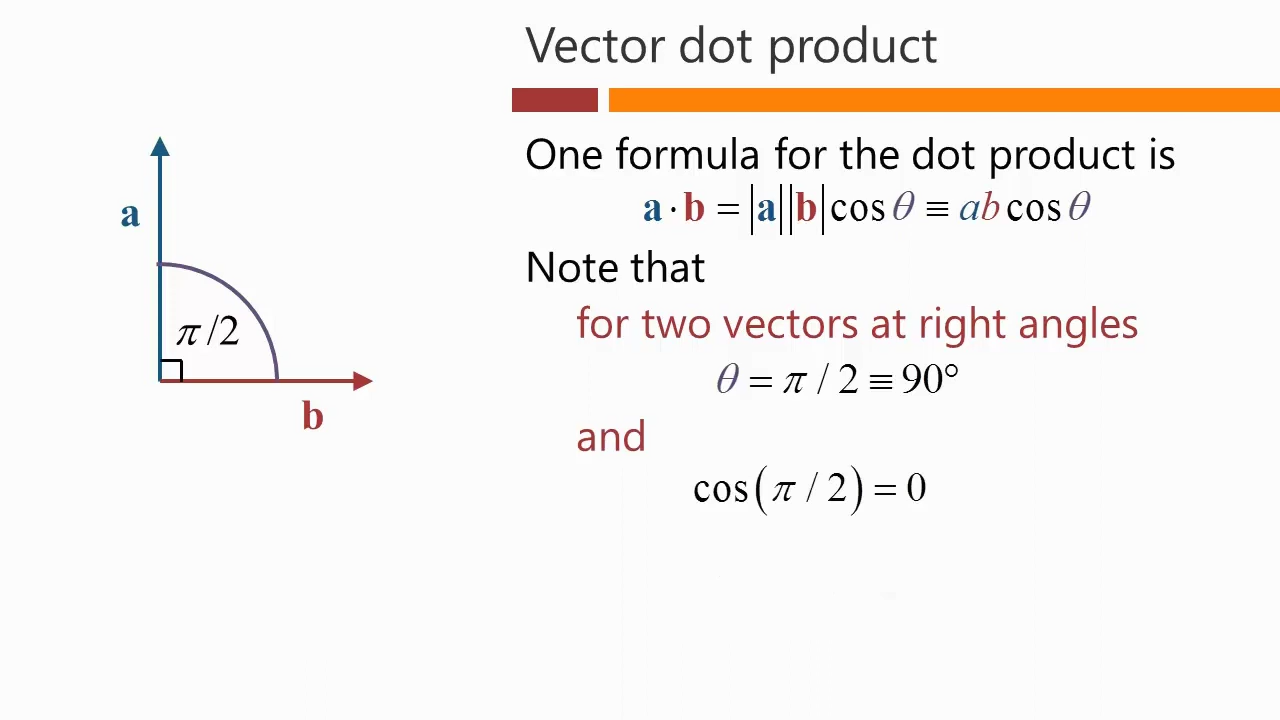 Vector dot product
One formula for the dot product is
a · b = |a||b| cos θ ≡ ab cos θ
Note that
for two vectors at right angles
θ = π / 2 ≡ 90°
and
cos(π / 2) = 0
a
π /2
b